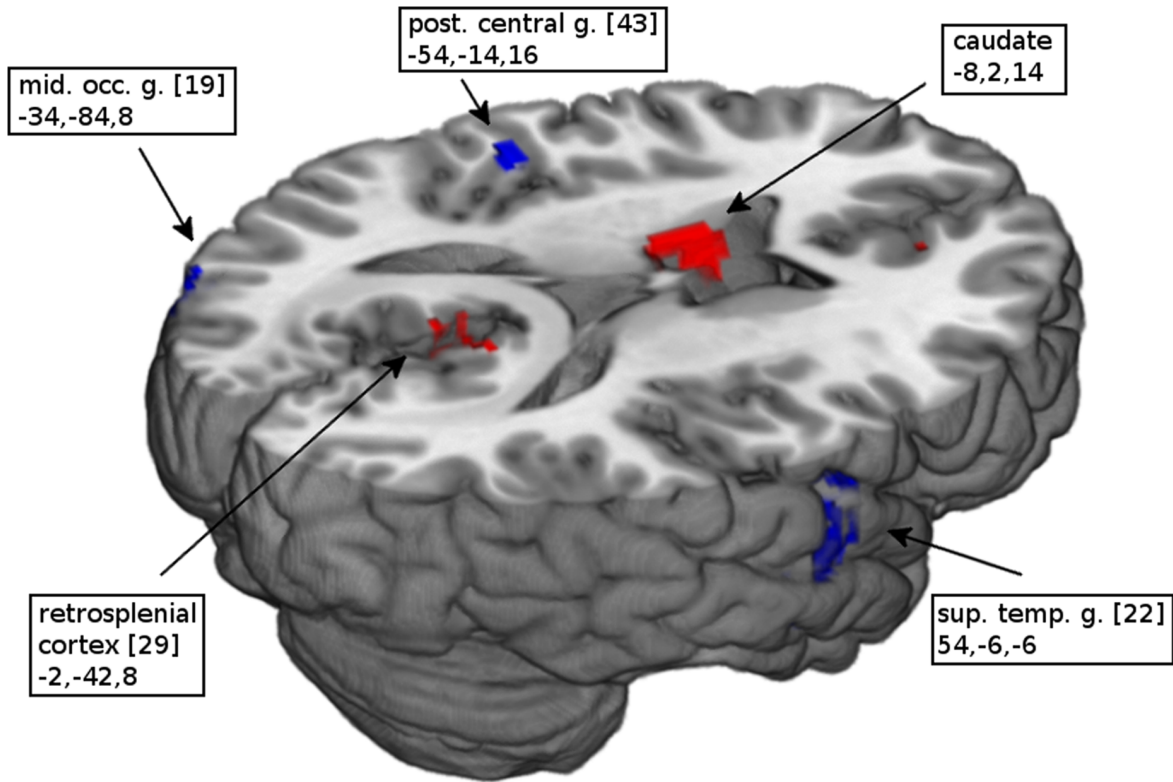 post. central g. [43]
-54,-14,16
caudate
-8,2,14
mid. occ. g. [19]
-34,-84,8
retrosplenial
cortex [29]
-2,-42,8
sup. temp. g. [22]
54,-6,-6